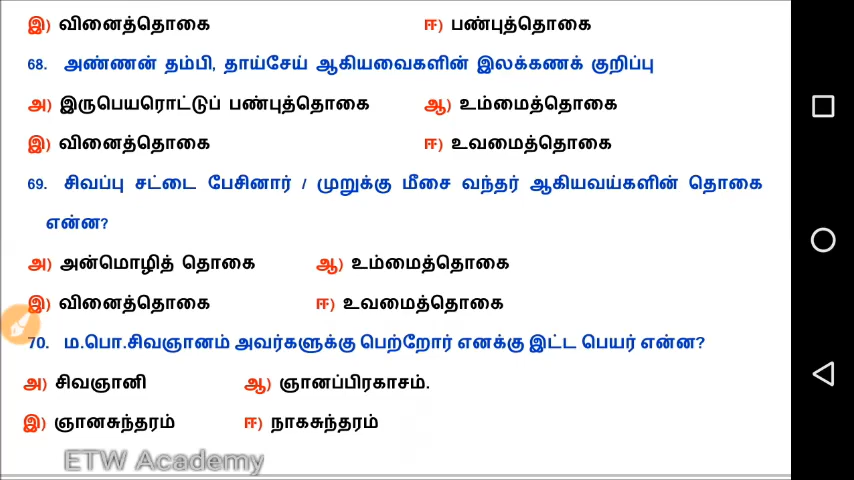 இ) வினைத்தொகை ஈ) பண்புத்தொகை
68. அண்ணன் தம்பி, தாய்சேய் ஆகியவைகளின் இலக்கணக் குறிப்பு
அ) இருபெயரொட்டுப் பண்புத்தொகை ஆ) உம்மைத்தொகை
இ) வினைத்தொகை ஈ) உவமைத்தொகை
69. சிவப்பு சட்டை பேசினார் / முறுக்கு மீசை வந்தர் ஆகியவய்களின் தொகை
என்ன?
அ) அன்மொழித் தொகை ஆ) உம்மைத்தொகை
இ) வினைத்தொகை ஈ) உவமைத்தொகை
70. ம.பொ.சிவஞானம் அவர்களுக்கு பெற்றோர் எனக்கு இட்ட பெயர் என்ன?
அ) சிவஞானி ஆ) ஞானப்பிரகாசம்.
இ) ஞானசுந்தரம் ஈ) நாகசுந்தரம்
ETW Academy